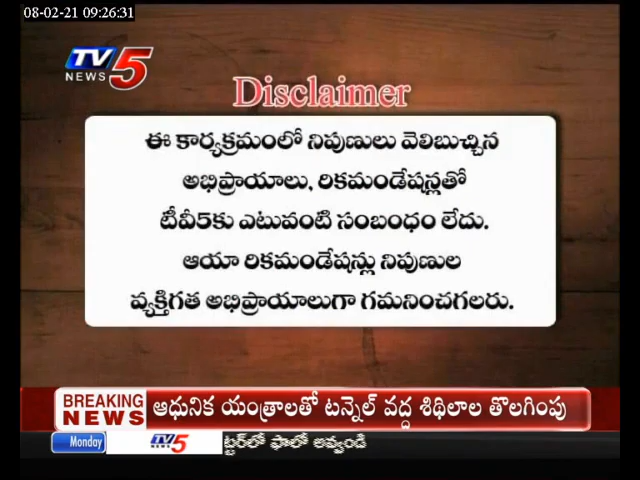 08-02-21 09:26:31
TV5
NEWS
Disclaimer
ఈ కార్యక్రమంలో నిపుణులు వెలిబుచ్చిన
అభిప్రాయాలు, రికమండేషన్లతో
టీవీ5కు ఎటువంటి సంబంధం లేదు.
ఆయా రికమండేషన్లు నిపుణుల
వ్యక్తిగత అభిప్రాయాలుగా గమనించగలరు.
BREAKING
NEWS
ఆధునిక యంత్రాలతో టన్నెల్ వద్ద శిథిలాల తొలగింపు
Monday TV5 ట్టర్‌లో ఫాలో అవ్వండి